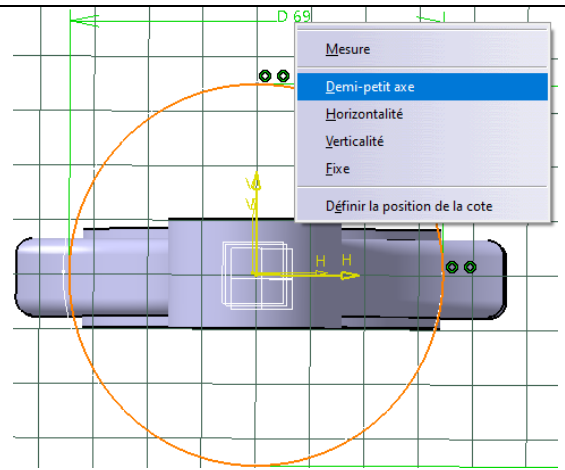 D 69
Mesure
Demi-petit axe
Horizontalité
Verticalité
Fixe
Définir la position de la cote
V
V
H H